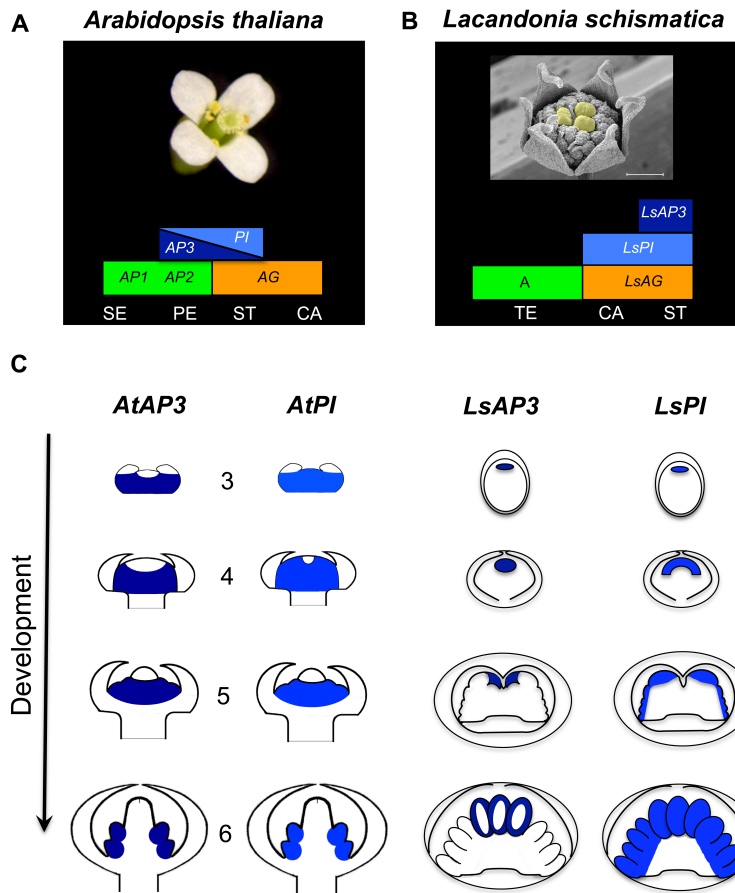 A
Arabidopsis thaliana
B
Lacandonia schismatica
AP3
PI
AP1
AP2
AG
SE
PE
ST
CA
LsAP3
LsPI
A
LsAG
TE
CA
ST
C
AtAP3
AtPI
LsAP3
LsPI
Development
3
4
5
6